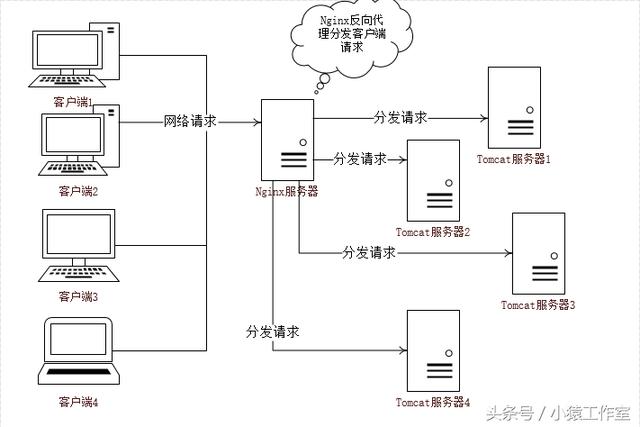 Nginx反向代
理分发客户端
请求
客户端1
网络请求
分发请求
Tomcat服务器1
分发请求
客户端2
Nginx服务器
Tomcat服务器2
分发请求
客户端3
Tomcat服务器3
分发请求
客户端4
Tomcat服务器4
头条号 / 小猿工作室